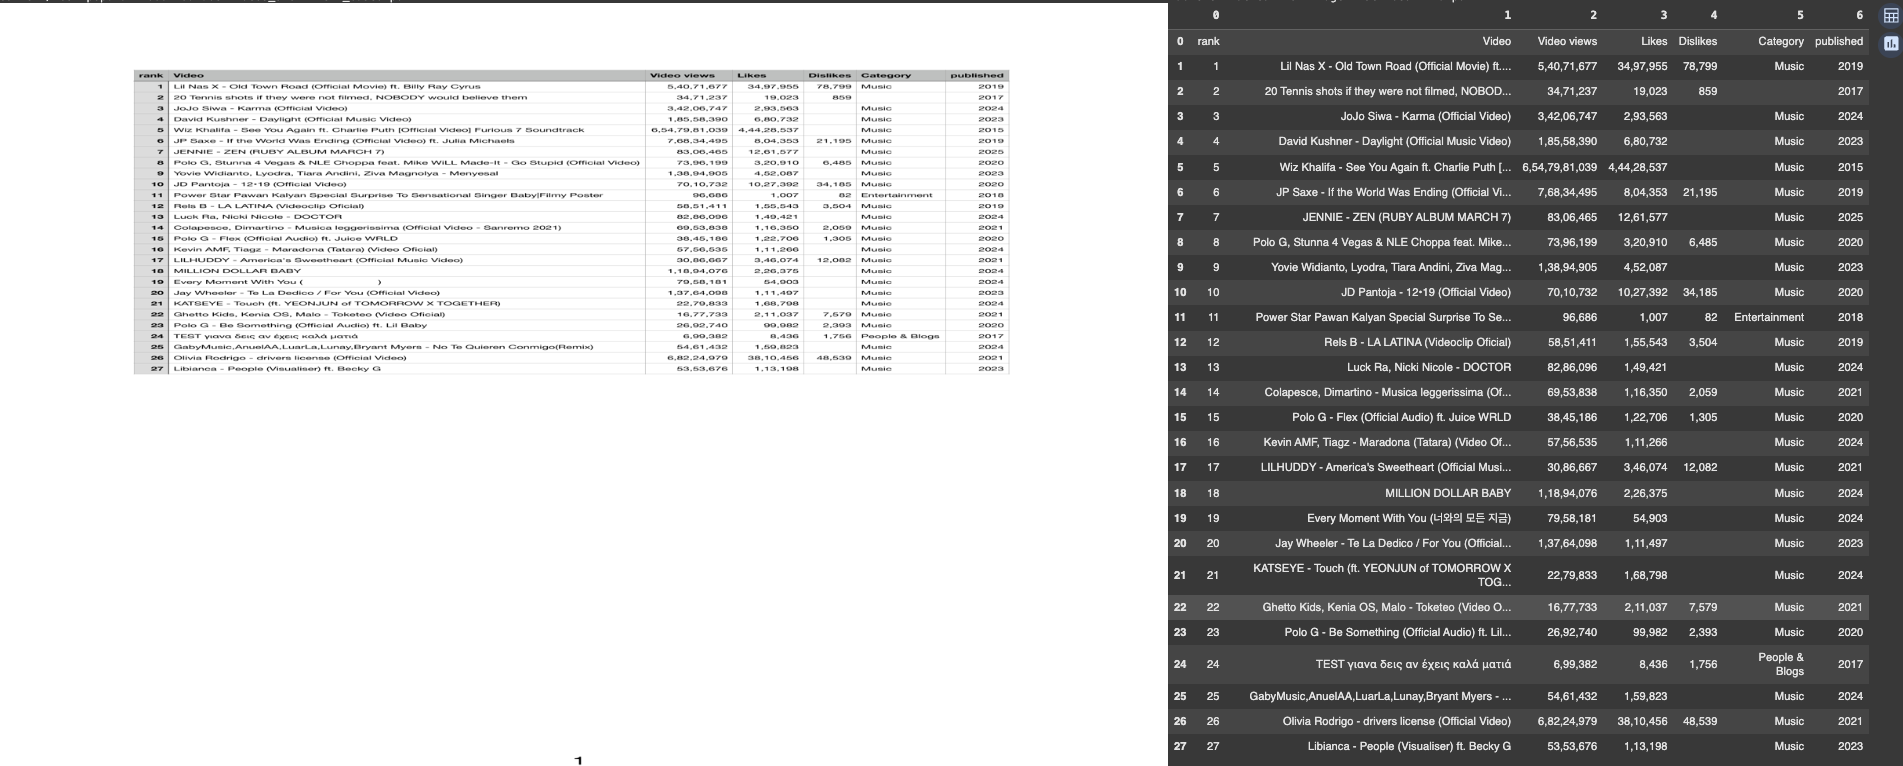 rank Video Video views Likes Dislikes Category published
1 Lil Nas X - Old Town Road (Official Movie) ft. Billy Ray Cyrus 5,40,71,677 34,97,955 78,799 Music 2019
2 20 Tennis shots if they were not filmed, NOBODY would believe them 34,71,237 19,023 859 2017
3 JoJo Siwa - Karma (Official Video) 3,42,06,747 2,93,563 Music 2024
4 David Kushner - Daylight (Official Music Video) 1,85,58,390 6,80,732 Music 2023
5 Wiz Khalifa - See You Again ft. Charlie Puth [Official Video] Furious 7 Soundtrack 6,54,79,81,039 4,44,28,537 Music 2015
6 JP Saxe - If the World Was Ending (Official Video) ft. Julia Michaels 7,68,34,495 8,04,353 21,195 Music 2019
7 JENNIE - ZEN (RUBY ALBUM MARCH 7) 83,06,465 12,61,577 Music 2025
8 Polo G, Stunna 4 Vegas & NLE Choppa feat. Mike WiLL Made-It - Go Stupid (Official Video) 73,96,199 3,20,910 6,485 Music 2020
9 Yovie Widianto, Lyodra, Tiara Andini, Ziva Magnolya - Menyesal 1,38,94,905 4,52,087 Music 2023
10 JD Pantoja - 12•19 (Official Video) 70,10,732 10,27,392 34,185 Music 2020
11 Power Star Pawan Kalyan Special Surprise To Sensational Singer Baby|Filmy Poster 96,686 1,007 82 Entertainment 2018
12 Rels B - LA LATINA (Videoclip Oficial) 58,51,411 1,55,543 3,504 Music 2019
13 Luck Ra, Nicki Nicole - DOCTOR 82,86,096 1,49,421 Music 2024
14 Colapesce, Dimartino - Musica leggerissima (Official Video - Sanremo 2021) 69,53,838 1,16,350 2,059 Music 2021
15 Polo G - Flex (Official Audio) ft. Juice WRLD 38,45,186 1,22,706 1,305 Music 2020
16 Kevin AMF, Tiagz - Maradona (Tatara) (Video Oficial) 57,56,535 1,11,266 Music 2024
17 LILHUDDY - America's Sweetheart (Official Music Video) 30,86,667 3,46,074 12,082 Music 2021
18 MILLION DOLLAR BABY 1,18,94,076 2,26,375 Music 2024
19 Every Moment With You ( ) 79,58,181 54,903 Music 2024
20 Jay Wheeler - Te La Dedico / For You (Official Video) 1,37,64,098 1,11,497 Music 2023
21 KATSEYE - Touch (ft. YEONJUN of TOMORROW X TOGETHER) 22,79,833 1,68,798 Music 2024
22 Ghetto Kids, Kenia OS, Malo - Toketeo (Video Oficial) 16,77,733 2,11,037 7,579 Music 2021
23 Polo G - Be Something (Official Audio) ft. Lil Baby 26,92,740 99,982 2,393 Music 2020
24 TEST γιανα δεις αν έχεις καλά ματιά 6,99,382 8,436 1,756 People & Blogs 2017
25 GabyMusic,AnuelAA,LuarLa,Lunay,Bryant Myers - No Te Quieren Conmigo(Remix) 54,61,432 1,59,823 Music 2024
26 Olivia Rodrigo - drivers license (Official Video) 6,82,24,979 38,10,456 48,539 Music 2021
27 Libianca - People (Visualiser) ft. Becky G 53,53,676 1,13,198 Music 2023
1
0 1 2 3 4 5 6
0 rank Video Video views Likes Dislikes Category published
1 1 Lil Nas X - Old Town Road (Official Movie) ft.... 5,40,71,677 34,97,955 78,799 Music 2019
2 2 20 Tennis shots if they were not filmed, NOBOD... 34,71,237 19,023 859 2017
3 3 JoJo Siwa - Karma (Official Video) 3,42,06,747 2,93,563 Music 2024
4 4 David Kushner - Daylight (Official Music Video) 1,85,58,390 6,80,732 Music 2023
5 5 Wiz Khalifa - See You Again ft. Charlie Puth [... 6,54,79,81,039 4,44,28,537 Music 2015
6 6 JP Saxe - If the World Was Ending (Official Vi... 7,68,34,495 8,04,353 21,195 Music 2019
7 7 JENNIE - ZEN (RUBY ALBUM MARCH 7) 83,06,465 12,61,577 Music 2025
8 8 Polo G, Stunna 4 Vegas & NLE Choppa feat. Mike... 73,96,199 3,20,910 6,485 Music 2020
9 9 Yovie Widianto, Lyodra, Tiara Andini, Ziva Mag... 1,38,94,905 4,52,087 Music 2023
10 10 JD Pantoja - 12•19 (Official Video) 70,10,732 10,27,392 34,185 Music 2020
11 11 Power Star Pawan Kalyan Special Surprise To Se... 96,686 1,007 82 Entertainment 2018
12 12 Rels B - LA LATINA (Videoclip Oficial) 58,51,411 1,55,543 3,504 Music 2019
13 13 Luck Ra, Nicki Nicole - DOCTOR 82,86,096 1,49,421 Music 2024
14 14 Colapesce, Dimartino - Musica leggerissima (Of... 69,53,838 1,16,350 2,059 Music 2021
15 15 Polo G - Flex (Official Audio) ft. Juice WRLD 38,45,186 1,22,706 1,305 Music 2020
16 16 Kevin AMF, Tiagz - Maradona (Tatara) (Video Of... 57,56,535 1,11,266 Music 2024
17 17 LILHUDDY - America's Sweetheart (Official Musi... 30,86,667 3,46,074 12,082 Music 2021
18 18 MILLION DOLLAR BABY 1,18,94,076 2,26,375 Music 2024
19 19 Every Moment With You (너와의 모든 지금) 79,58,181 54,903 Music 2024
20 20 Jay Wheeler - Te La Dedico / For You (Official... 1,37,64,098 1,11,497 Music 2023
21 21 KATSEYE - Touch (ft. YEONJUN of TOMORROW X
TOG... 22,79,833 1,68,798 Music 2024
22 22 Ghetto Kids, Kenia OS, Malo - Toketeo (Video O... 16,77,733 2,11,037 7,579 Music 2021
23 23 Polo G - Be Something (Official Audio) ft. Lil... 26,92,740 99,982 2,393 Music 2020
24 24 TEST γιανα δεις αν έχεις καλά ματιά 6,99,382 8,436 1,756 People &
Blogs 2017
25 25 GabyMusic,AnuelAA,LuarLa,Lunay,Bryant Myers - ... 54,61,432 1,59,823 Music 2024
26 26 Olivia Rodrigo - drivers license (Official Video) 6,82,24,979 38,10,456 48,539 Music 2021
27 27 Libianca - People (Visualiser) ft. Becky G 53,53,676 1,13,198 Music 2023